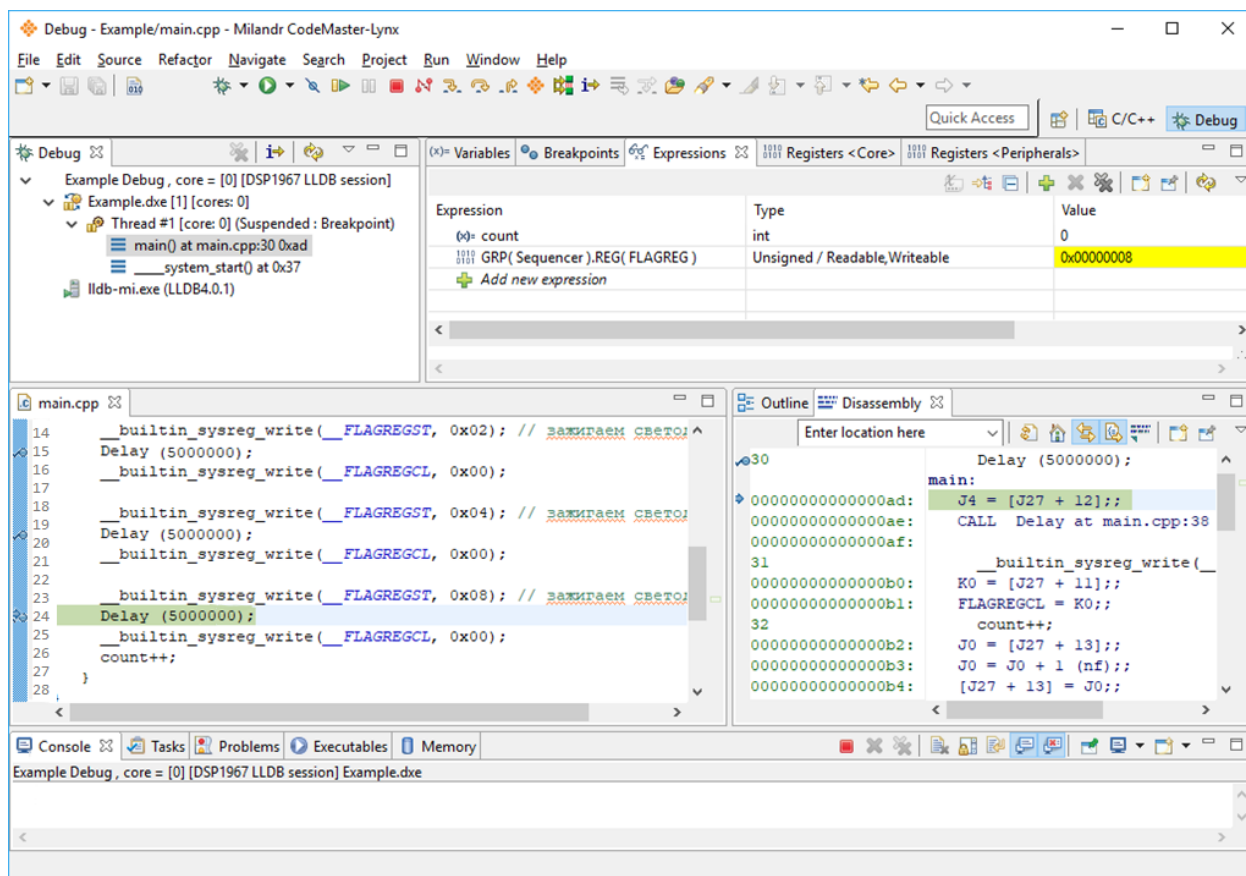 Debug - Example/main.cpp - Milandr CodeMaster-Lynx
File Edit Source Refactor Navigate Search Project Run Window Help
Quick Access C/C++ Debug
Debug
Example Debug , core = [0] [DSP1967 LLDB session]
Example.dxe [1] [cores: 0]
Thread #1 [core: 0] (Suspended : Breakpoint)
main() at main.cpp:30 0xad
____system_start() at 0x37
lldb-mi.exe (LLDB4.0.1)
(x)= Variables Breakpoints Expressions Registers <Core> Registers <Peripherals>
Expression Type Value
(x)= count int 0
GRP( Sequencer ).REG( FLAGREG ) Unsigned / Readable,Writeable 0x00000008
Add new expression
main.cpp
14 __builtin_sysreg_write(__FLAGREGST, 0x02); // зажигаем светод
15 Delay (5000000);
16 __builtin_sysreg_write(__FLAGREGCL, 0x00);
17
18 __builtin_sysreg_write(__FLAGREGST, 0x04); // зажигаем светод
19 Delay (5000000);
20
21 __builtin_sysreg_write(__FLAGREGCL, 0x00);
22
23 __builtin_sysreg_write(__FLAGREGST, 0x08); // зажигаем светод
24 Delay (5000000);
25 __builtin_sysreg_write(__FLAGREGCL, 0x00);
26 count++;
27 }
28
Outline Disassembly
Enter location here
30 Delay (5000000);
main:
00000000000000ad: J4 = [J27 + 12];;
00000000000000ae: CALL Delay at main.cpp:38
00000000000000af:
31 __builtin_sysreg_write(__
00000000000000b0: K0 = [J27 + 11];;
00000000000000b1: FLAGREGCL = K0;;
32 count++;
00000000000000b2: J0 = [J27 + 13];;
00000000000000b3: J0 = J0 + 1 (nf);;
00000000000000b4: [J27 + 13] = J0;;
Console Tasks Problems Executables Memory
Example Debug , core = [0] [DSP1967 LLDB session] Example.dxe